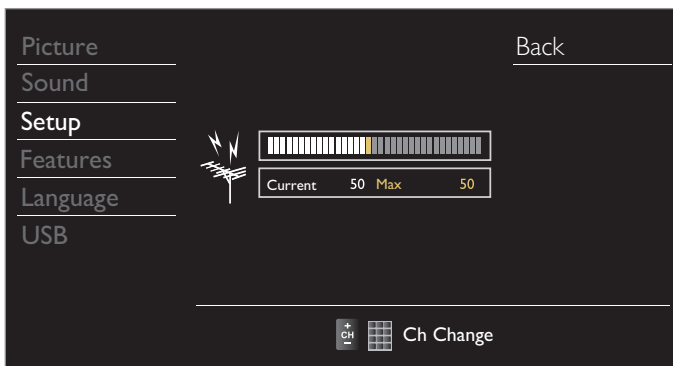 Picture
Back
Sound
Setup
Features
Language
USB
Current 50 Max 50
+
CH
−
Ch Change